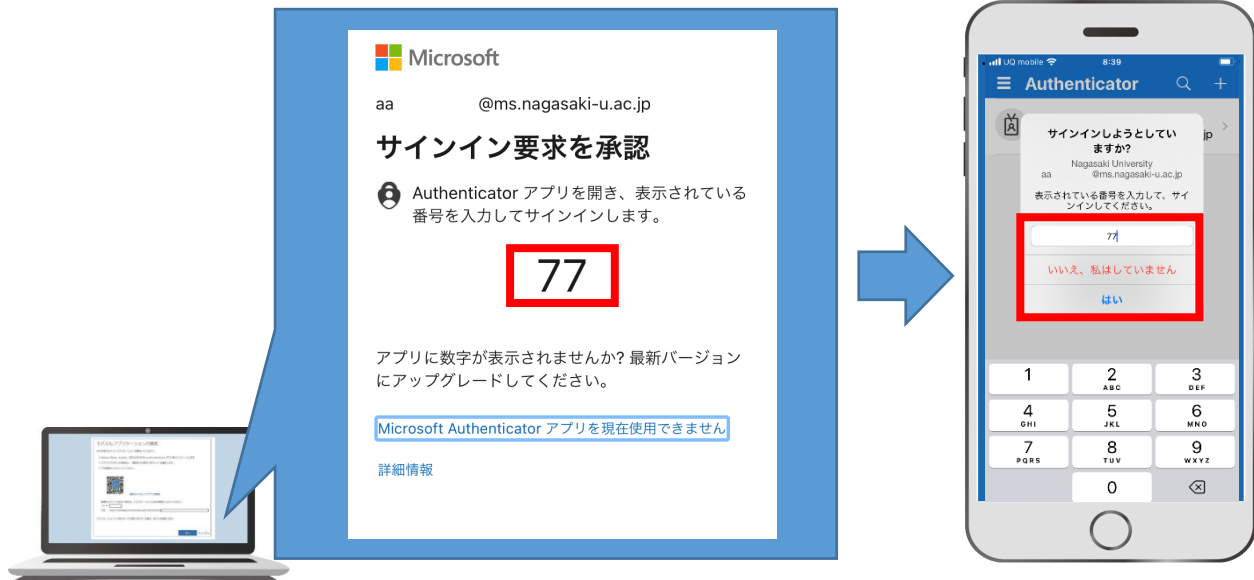 Microsoft
aa @ms.nagasaki-u.ac.jp
サインイン要求を承認
Authenticator アプリを開き、表示されている
番号を入力してサインインします。
77
アプリに数字が表示されませんか? 最新バージョン
にアップグレードしてください。
Microsoft Authenticator アプリを現在使用できません
詳細情報
UQ mobile 8:39
Authenticator
jp
サインインしようとしてい
ますか?
Nagasaki University
aa @ms.nagasaki-u.ac.jp
表示されている番号を入力して、サイ
ンインしてください。
77
いいえ、私はしていません
はい
1 2 3
ABC DEF
4 5 6
GHI JKL MNO
7 8 9
PQRS TUV WXYZ
0